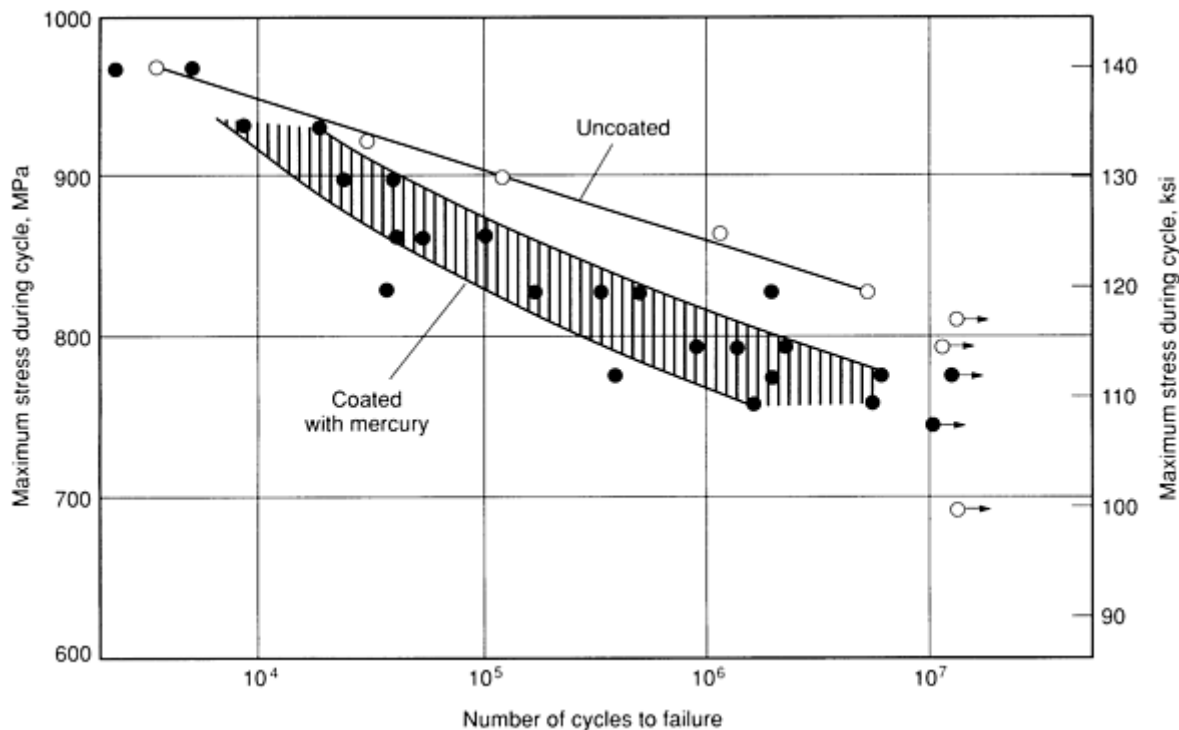 Maximum stress during cycle, MPa
1000
900
800
700
600
Uncoated
Coated
with mercury
140
130
120
110
100
90
Maximum stress during cycle, ksi
10⁴
10⁵
10⁶
10⁷
Number of cycles to failure